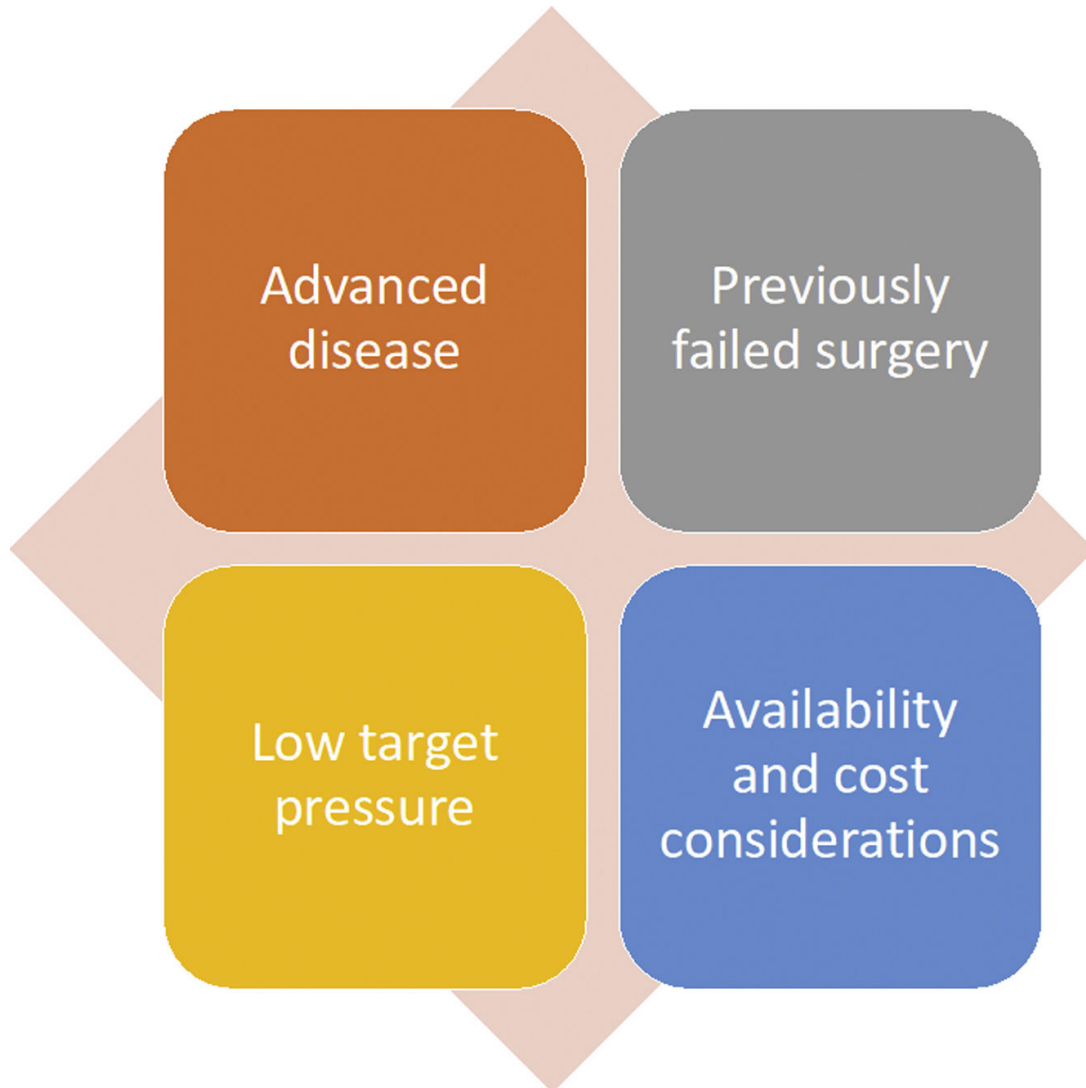 Advanced
disease
Previously
failed surgery
Low target
pressure
Availability
and cost
considerations